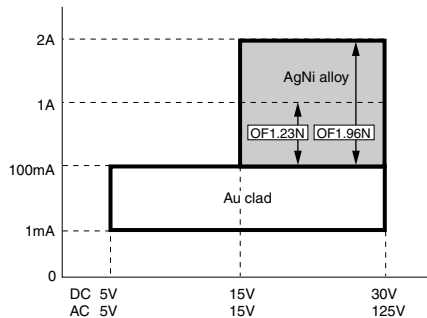 2A
AgNi alloy
1A
OF1.23N OF1.96N
100mA
Au clad
1mA
0
DC 5V 15V 30V
AC 5V 15V 125V